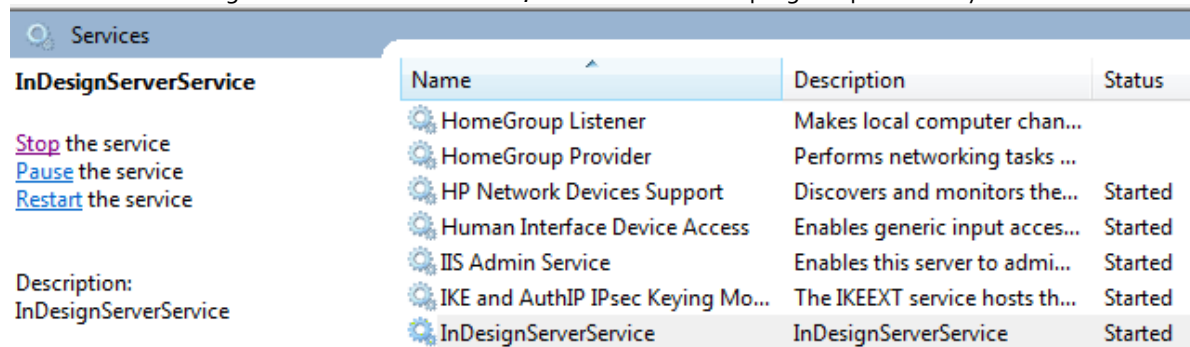 Services
InDesignServerService
Stop the service
Pause the service
Restart the service
Description:
InDesignServerService
Name Description Status
HomeGroup Listener Makes local computer chan...
HomeGroup Provider Performs networking tasks ...
HP Network Devices Support Discovers and monitors the... Started
Human Interface Device Access Enables generic input acces... Started
IIS Admin Service Enables this server to admi... Started
IKE and AuthIP IPsec Keying Mo... The IKEEXT service hosts th... Started
InDesignServerService InDesignServerService Started